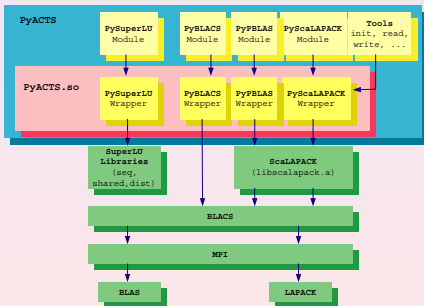 PyACTS
PySuperLU
Module
PyBLACS
Module
PyPBLAS
Module
PyScaLAPACK
Module
Tools
init, read,
write, ...
PyACTS.so
PySuperLU
Wrapper
PyBLACS
Wrapper
PyPBLAS
Wrapper
PyScaLAPACK
Wrapper
SuperLU
Libraries
(seq,
shared,dist)
ScaLAPACK
(libscalapack.a)
BLACS
MPI
BLAS
LAPACK